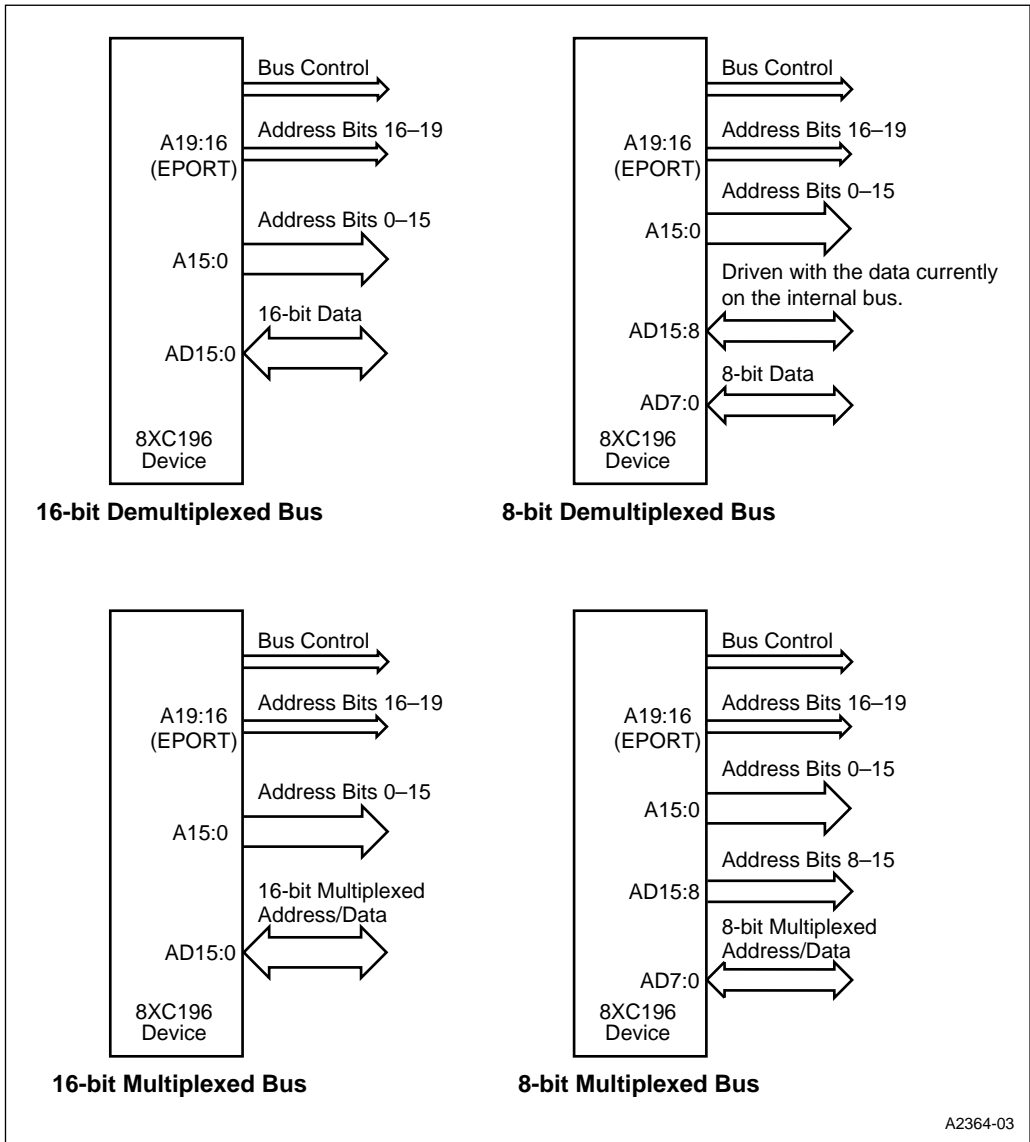 Bus Control
A19:16
(EPORT)
Address Bits 16–19
Address Bits 0–15
A15:0
16-bit Data
AD15:0
8XC196
Device
16-bit Demultiplexed Bus
Bus Control
A19:16
(EPORT)
Address Bits 16–19
Address Bits 0–15
A15:0
Driven with the data currently
on the internal bus.
AD15:8
8-bit Data
AD7:0
8XC196
Device
8-bit Demultiplexed Bus
Bus Control
A19:16
(EPORT)
Address Bits 16–19
Address Bits 0–15
A15:0
16-bit Multiplexed
Address/Data
AD15:0
8XC196
Device
16-bit Multiplexed Bus
Bus Control
A19:16
(EPORT)
Address Bits 16–19
Address Bits 0–15
A15:0
Address Bits 8–15
AD15:8
8-bit Multiplexed
Address/Data
AD7:0
8XC196
Device
8-bit Multiplexed Bus
A2364-03